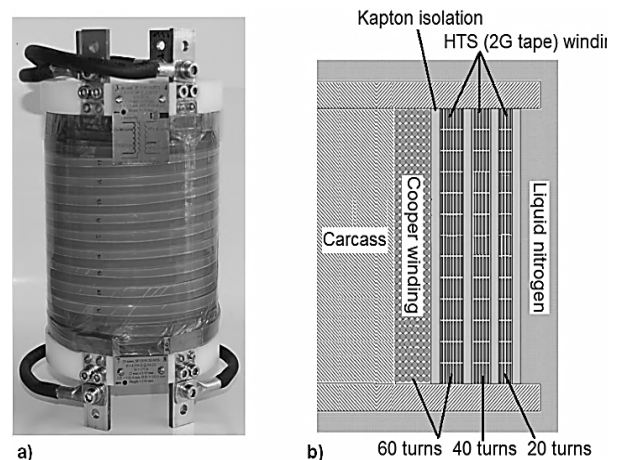 Kapton isolation
HTS (2G tape) windi
Carcass
Cooper winding
Liquid nitrogen
a)
b)
60 turns
40 turns
20 turns